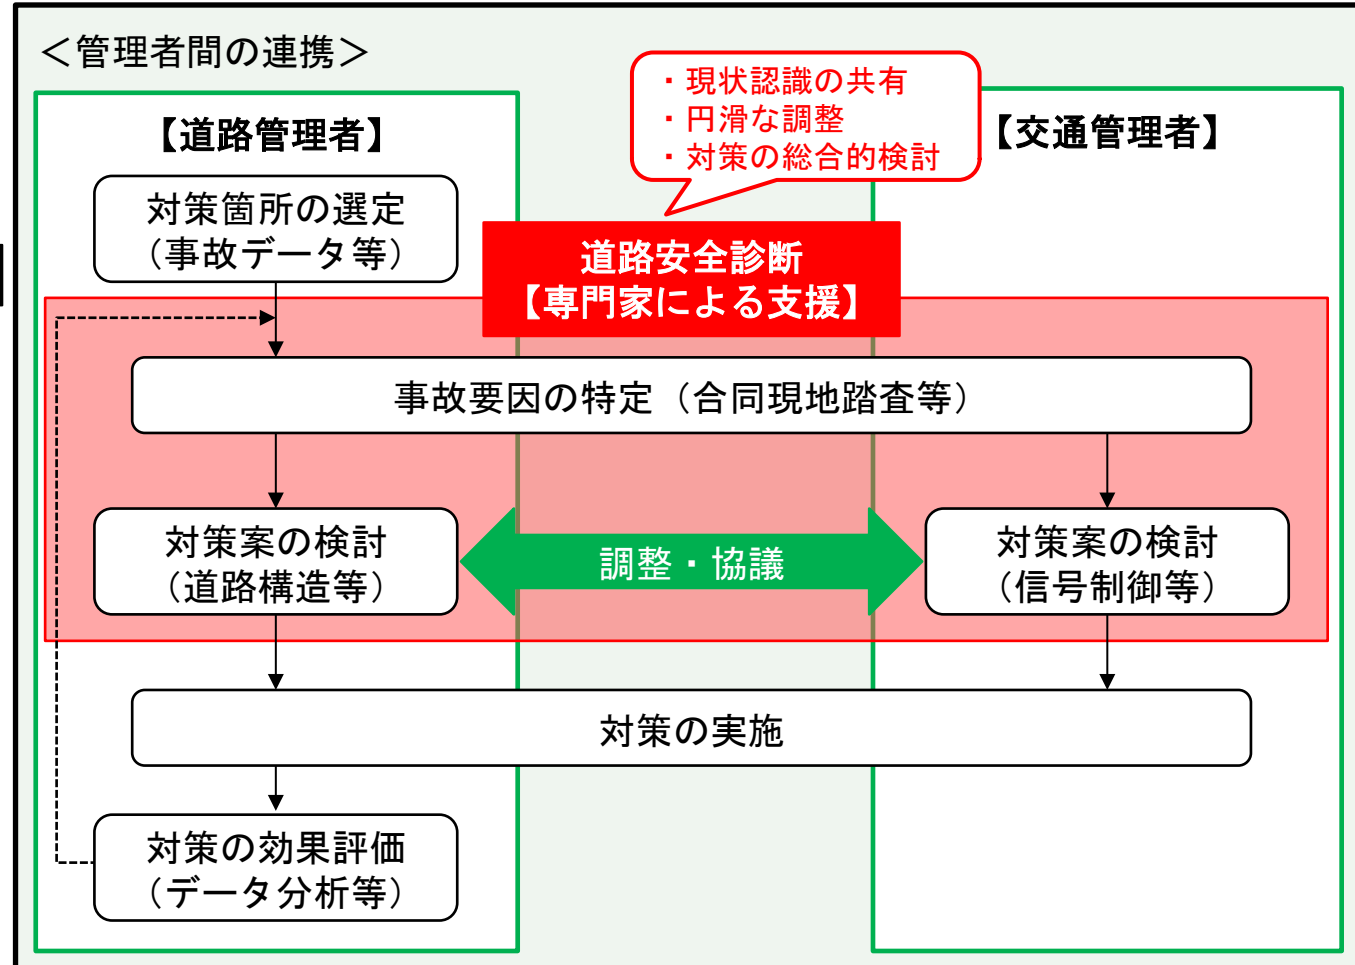 ＜管理者間の連携＞
・現状認識の共有
・円滑な調整
・対策の総合的検討
【道路管理者】
【交通管理者】
対策箇所の選定
（事故データ等）
道路安全診断
【専門家による支援】
事故要因の特定（合同現地踏査等）
対策案の検討
（道路構造等）
調整・協議
対策案の検討
（信号制御等）
対策の実施
対策の効果評価
（データ分析等）